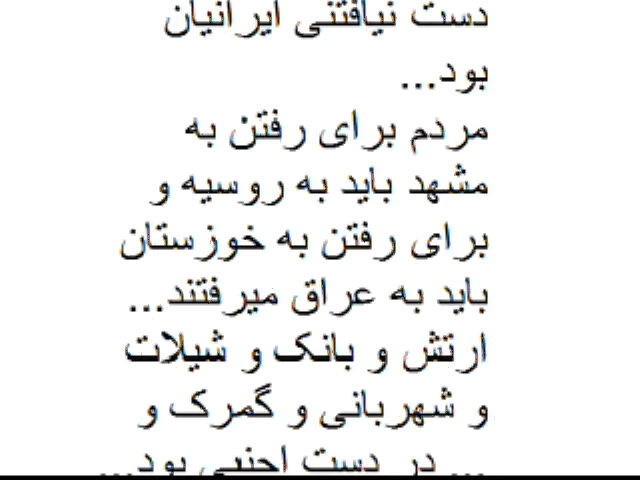 دست نیافتنی ایرانیان
بود...
مردم برای رفتن به
مشهد باید به روسیه و
برای رفتن به خوزستان
باید به عراق میرفتند...
ارتش و بانک و شیلات
و شهربانی و گمرک و
... در دست اجنبی بود...